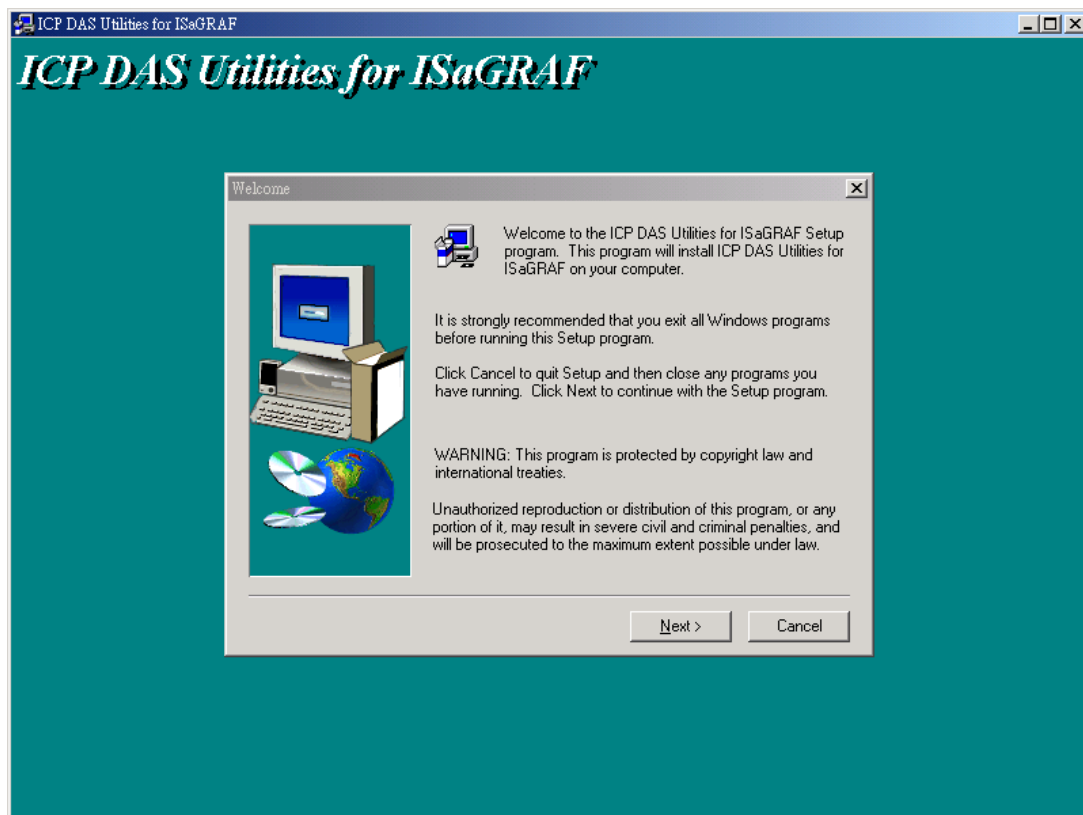 ICP DAS Utilities for ISaGRAF
ICP DAS Utilities for ISaGRAF
Welcome
Welcome to the ICP DAS Utilities for ISaGRAF Setup
program. This program will install ICP DAS Utilities for
ISaGRAF on your computer.
It is strongly recommended that you exit all Windows programs
before running this Setup program.
Click Cancel to quit Setup and then close any programs you
have running. Click Next to continue with the Setup program.
WARNING: This program is protected by copyright law and
international treaties.
Unauthorized reproduction or distribution of this program, or any
portion of it, may result in severe civil and criminal penalties, and
will be prosecuted to the maximum extent possible under law.
Next >
Cancel